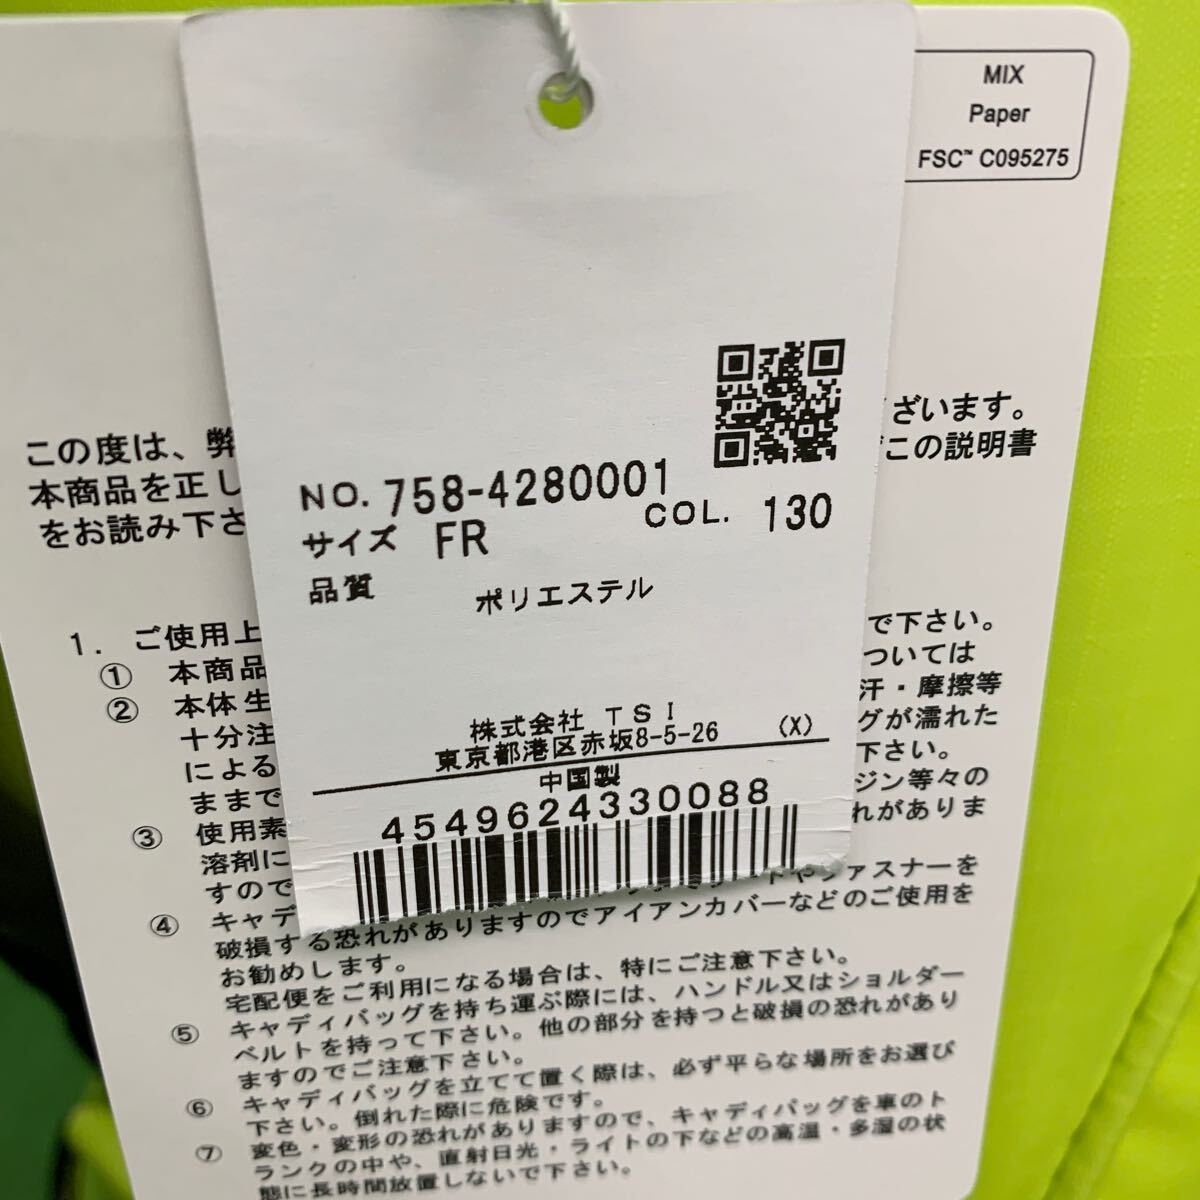 MIX
Paper
FSC™ C095275
ございます。
この度は、弊
この説明書
本商品を正し
をお読み下さ
NO. 758-4280001
サイズ FR
COL. 130
品質
ポリエステル
株式会社 TSI
東京都港区赤坂8-5-26 (X)
中国製
4549624330088
1. ご使用上
で下さい。
① 本商品
ついては
② 本体生
汗・摩擦等
十分注
グが濡れた
による
下さい。
ままで
ジン等々の
③ 使用素
れがありま
溶剤に
すので
やファスナーを
④ キャデ
破損する恐れがありますのでアイアンカバーなどのご使用を
お勧めします。
宅配便をご利用になる場合は、特にご注意下さい。
⑤ キャディバッグを持ち運ぶ際には、ハンドル又はショルダー
ベルトを持って下さい。他の部分を持つと破損の恐れがあり
ますのでご注意下さい。
⑥ キャディバッグを立てて置く際は、必ず平らな場所をお選び
下さい。倒れた際に危険です。
⑦ 変色・変形の恐れがありますので、キャディバッグを車のト
ランクの中や、直射日光・ライトの下などの高温・多湿の状
態に長時間放置しないで下さい。